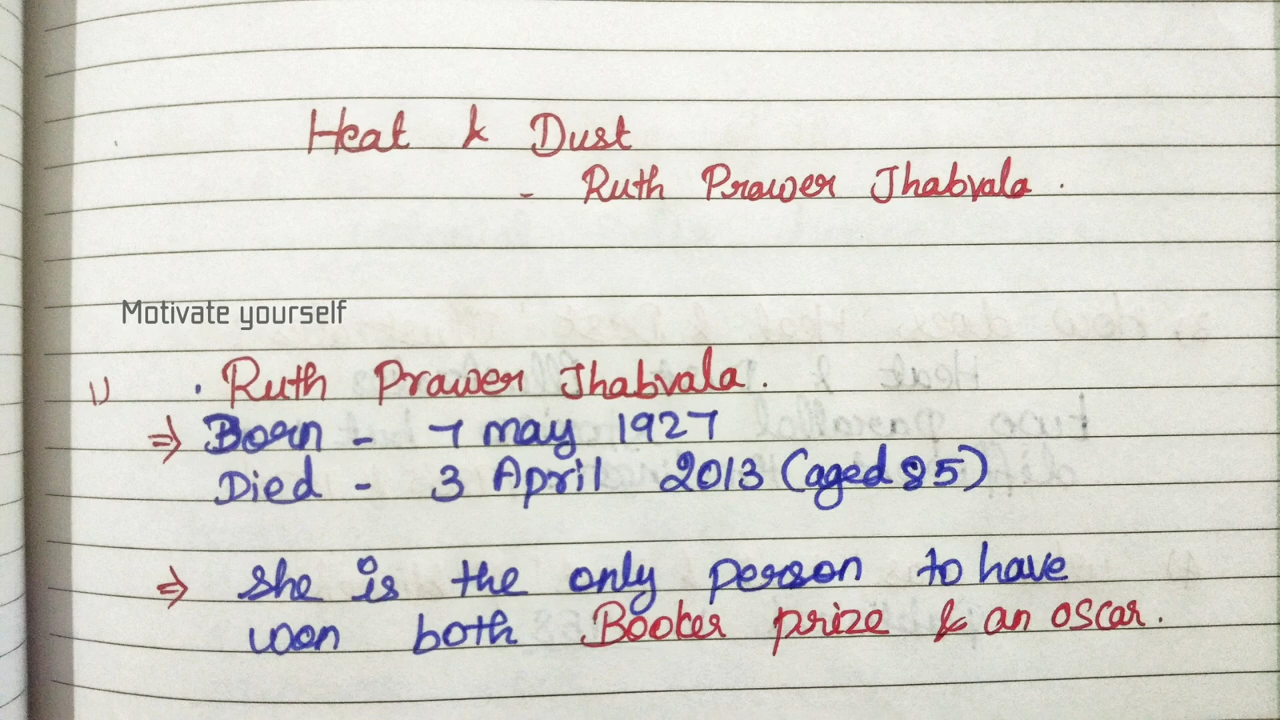 Heat & Dust
- Ruth Prawer Jhabvala .
Motivate yourself
1) . Ruth Prawer Jhabvala .
⇒ Born - 7 may 1927
Died - 3 April 2013 (aged 85)
⇒ she is the only person to have
won both Booker prize & an oscar .